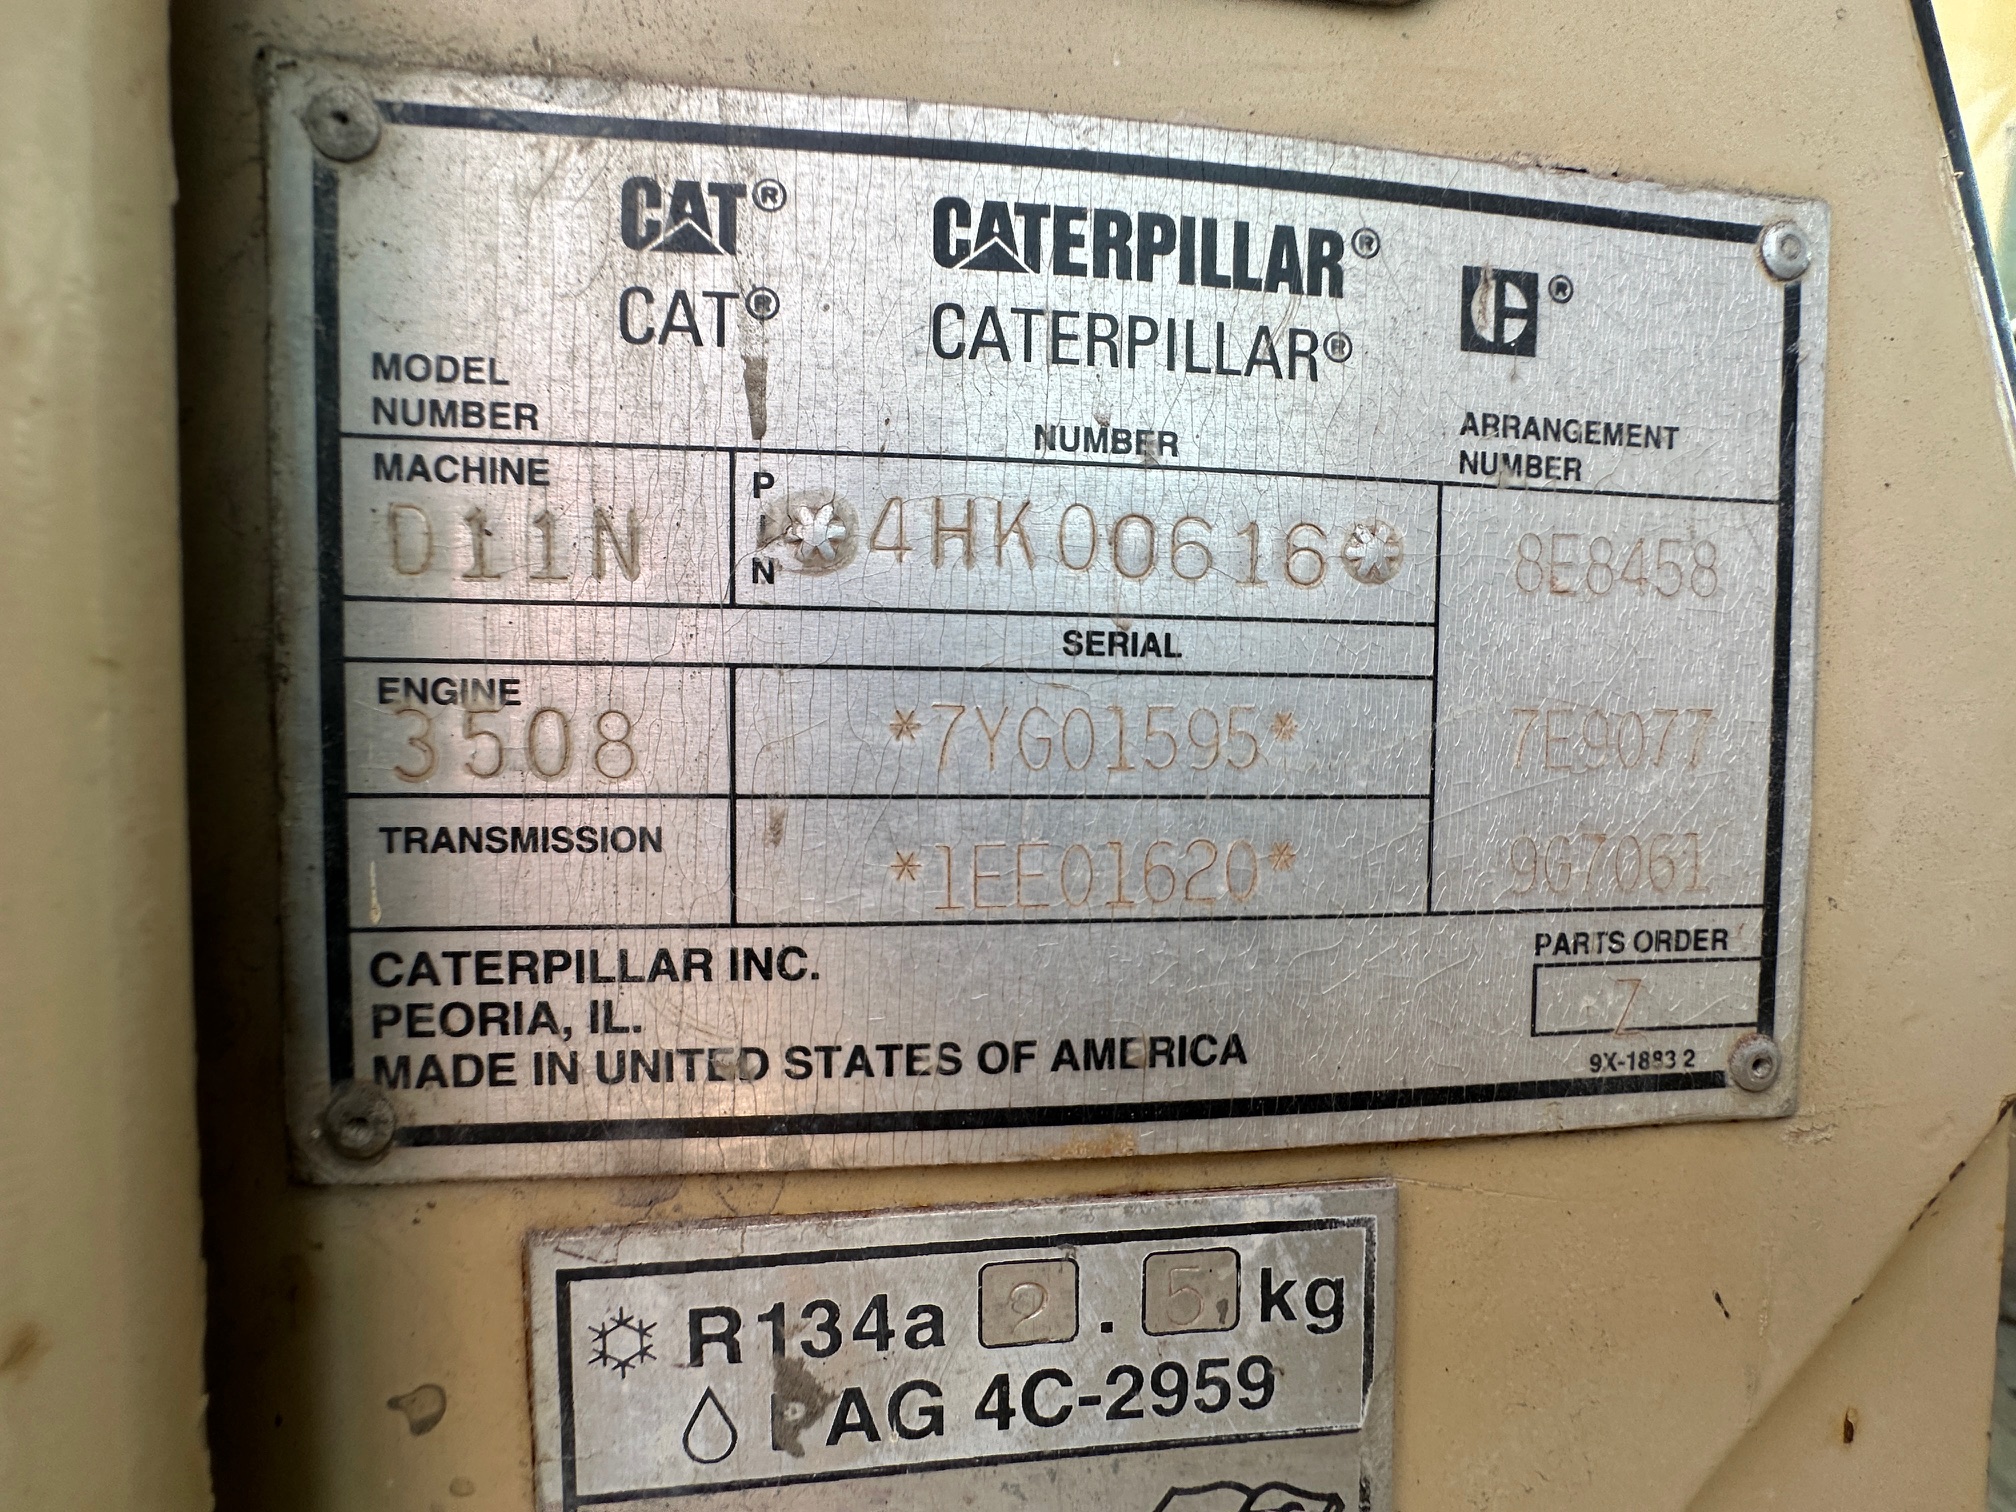 CAT® CATERPILLAR®
CAT® CATERPILLAR®
MODEL
NUMBER
NUMBER
ARRANGEMENT
NUMBER
MACHINE
D11N
PIN
*4HK00616*
8E8458
SERIAL
ENGINE
3508
*7YG01595*
7E9077
TRANSMISSION
*1EE01620*
9G7061
CATERPILLAR INC.
PEORIA, IL.
MADE IN UNITED STATES OF AMERICA
PARTS ORDER
Z
9X-1883 2
R134a 2.5 kg
PAG 4C-2959